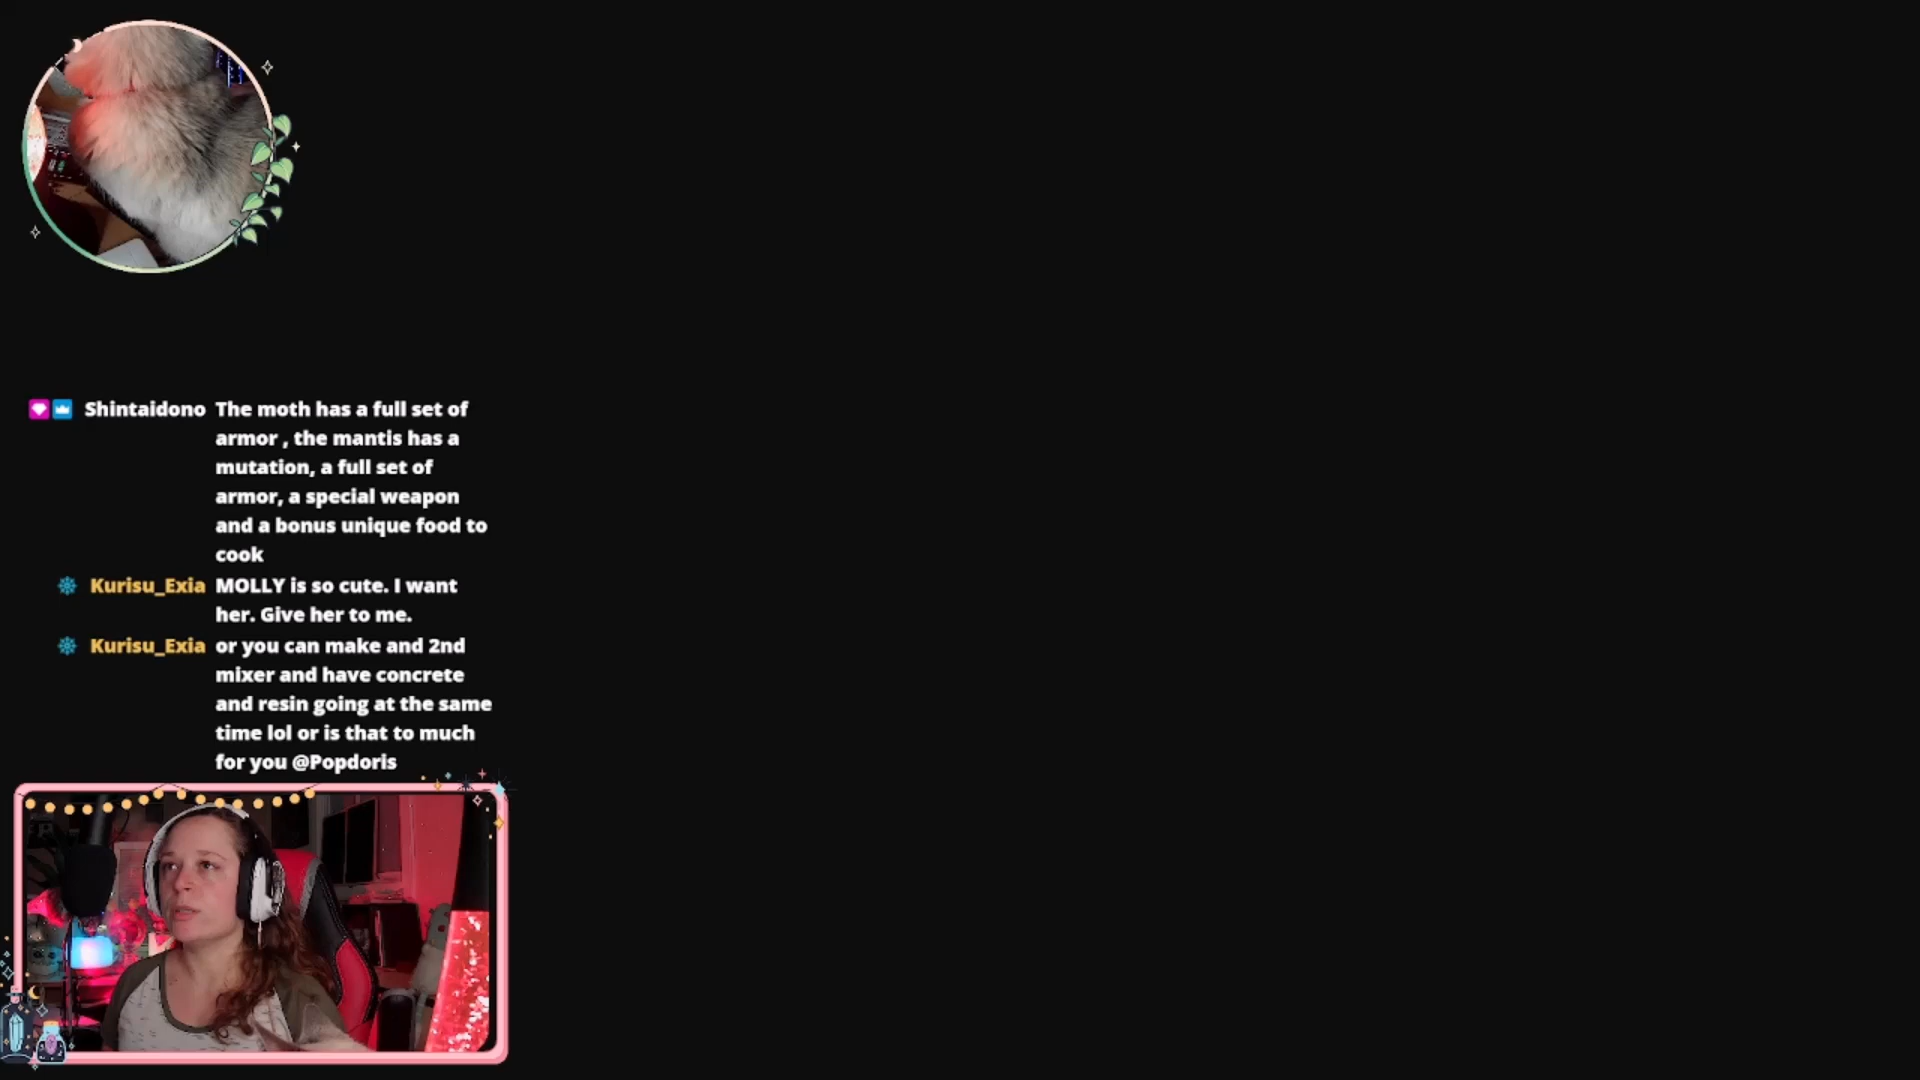 Shintaidono The moth has a full set of
armor , the mantis has a
mutation, a full set of
armor, a special weapon
and a bonus unique food to
cook
Kurisu_Exia MOLLY is so cute. I want
her. Give her to me.
Kurisu_Exia or you can make and 2nd
mixer and have concrete
and resin going at the same
time lol or is that to much
for you @Popdoris